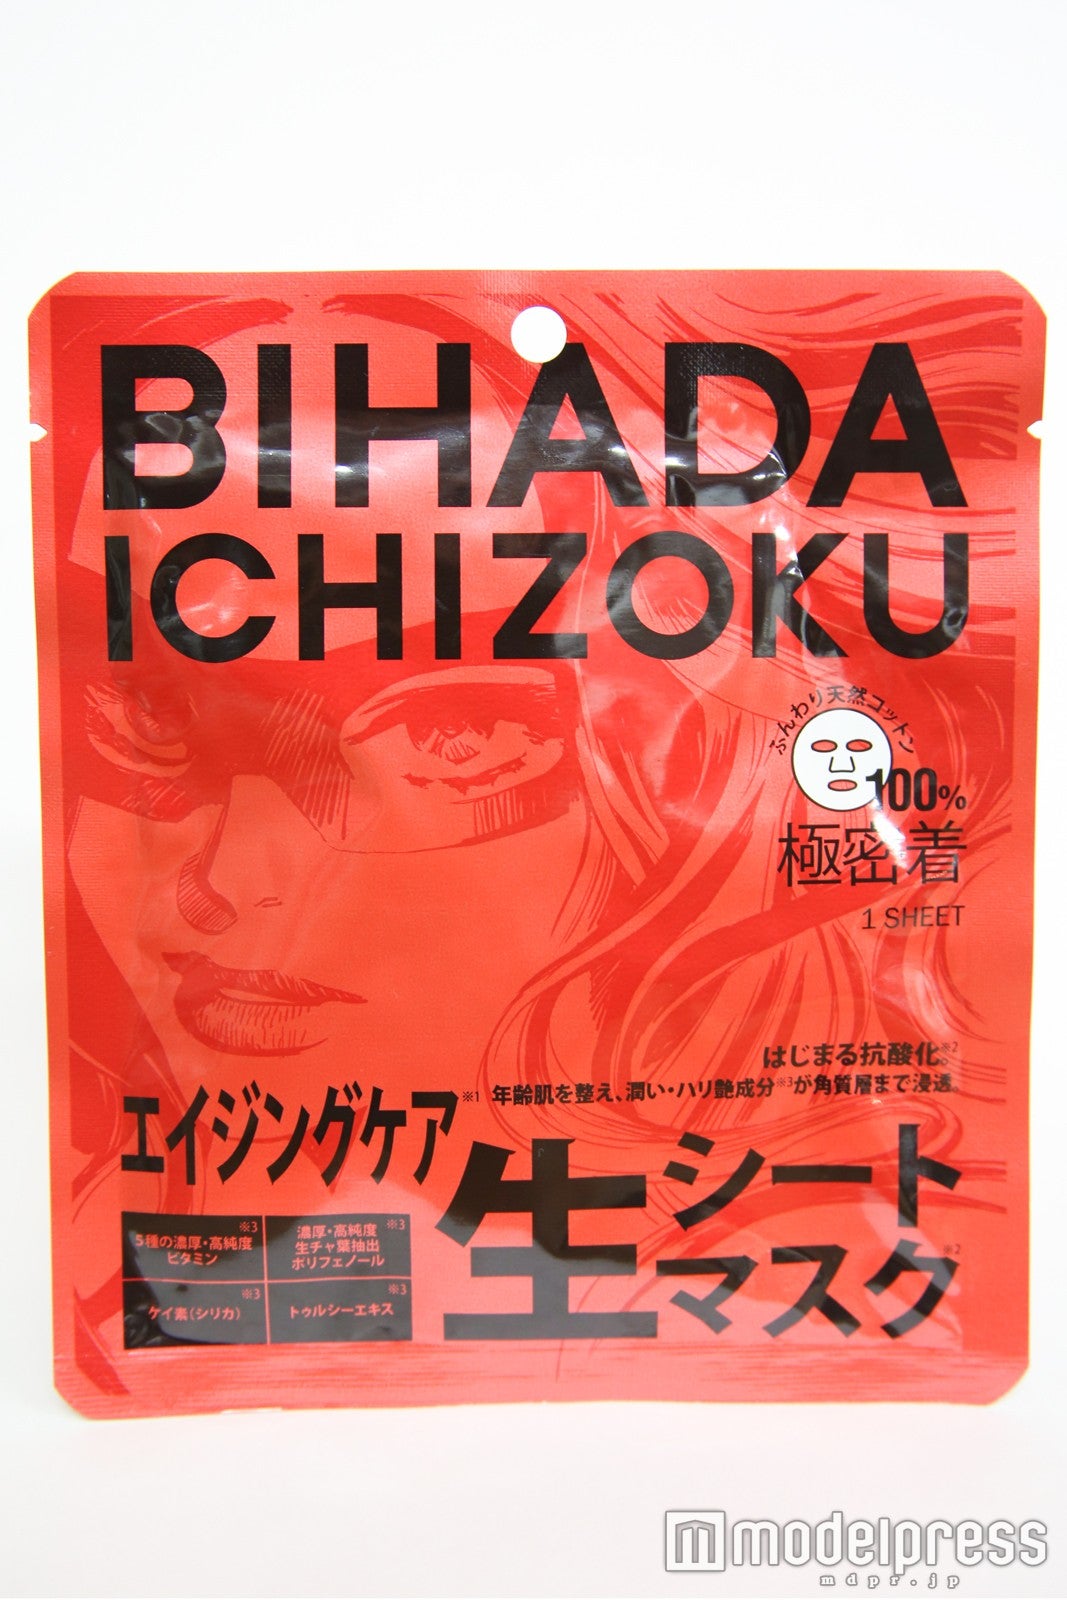 BIHADA
ICHIZOKU
ふんわり天然コットン
100%
極密着
1 SHEET
はじまる抗酸化※2。
エイジングケア※1
年齢肌を整え、潤い・ハリ艶成分※3が角質層まで浸透。
生シート
マスク※2
※3
5種の濃厚・高純度
ビタミン
※3
濃厚・高純度
生チャ葉抽出
ポリフェノール
※3
ケイ素(シリカ)
※3
トゥルシーエキス
modelpress
mdpr.jp